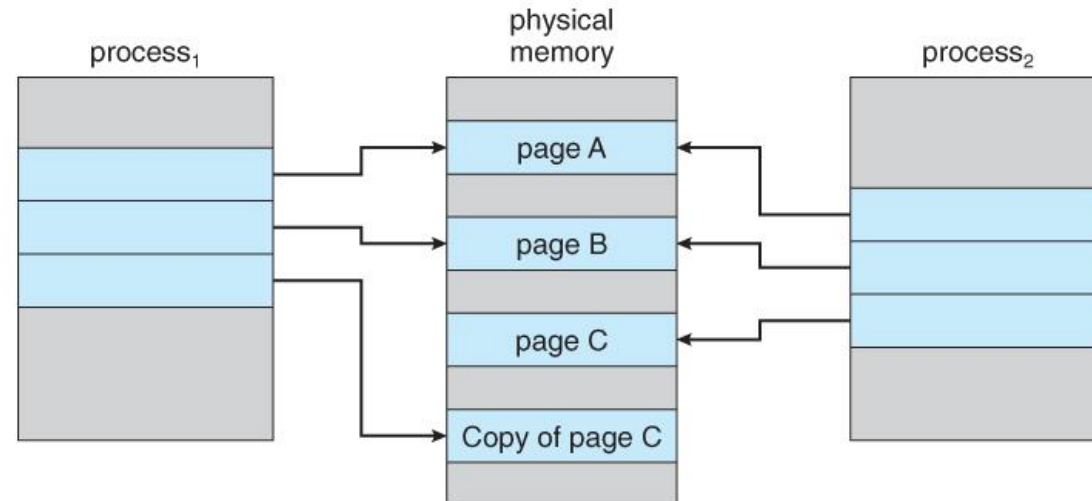 process₁
physical
memory
process₂
page A
page B
page C
Copy of page C